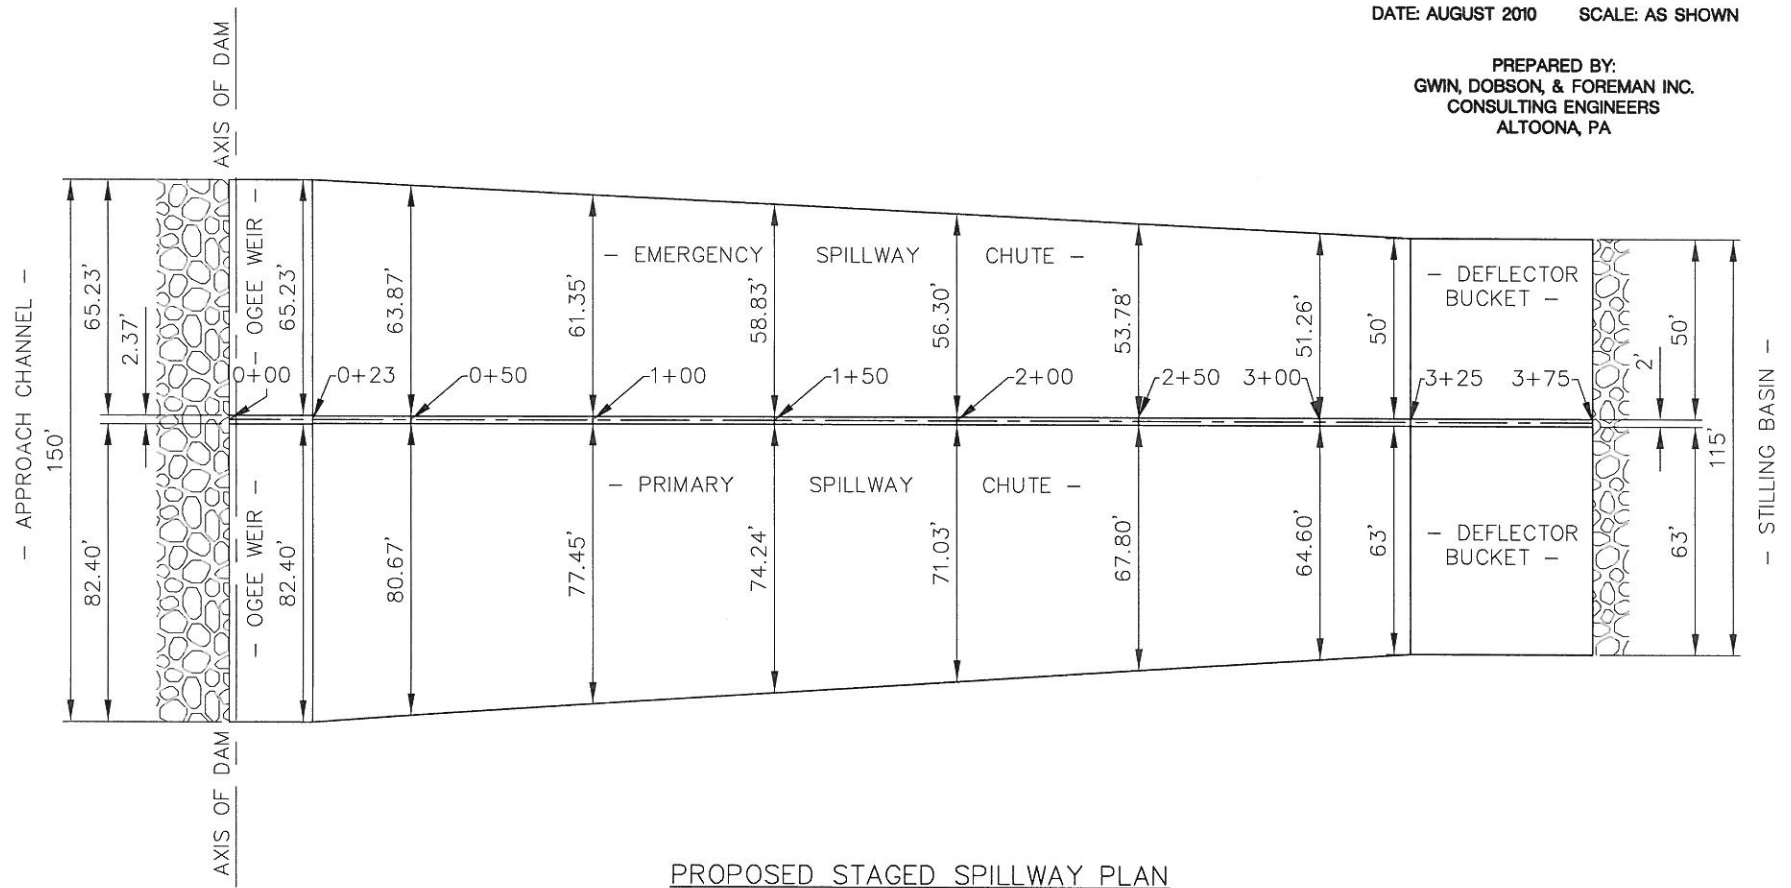 DATE: AUGUST 2010 SCALE: AS SHOWN
PREPARED BY:
GWIN, DOBSON, & FOREMAN INC.
CONSULTING ENGINEERS
ALTOONA, PA
AXIS OF DAM
– APPROACH CHANNEL –
150'
65.23'
2.37'
82.40'
– OGEE WEIR –
65.23'
63.87'
61.35'
58.83'
56.30'
53.78'
51.26'
50'
– EMERGENCY SPILLWAY CHUTE –
– DEFLECTOR
BUCKET –
50'
2'
115'
– STILLING BASIN –
0+00
0+23
0+50
1+00
1+50
2+00
2+50
3+00
3+25
3+75
– OGEE WEIR –
82.40'
80.67'
77.45'
74.24'
71.03'
67.80'
64.60'
63'
– PRIMARY SPILLWAY CHUTE –
– DEFLECTOR
BUCKET –
63'
AXIS OF DAM
PROPOSED STAGED SPILLWAY PLAN